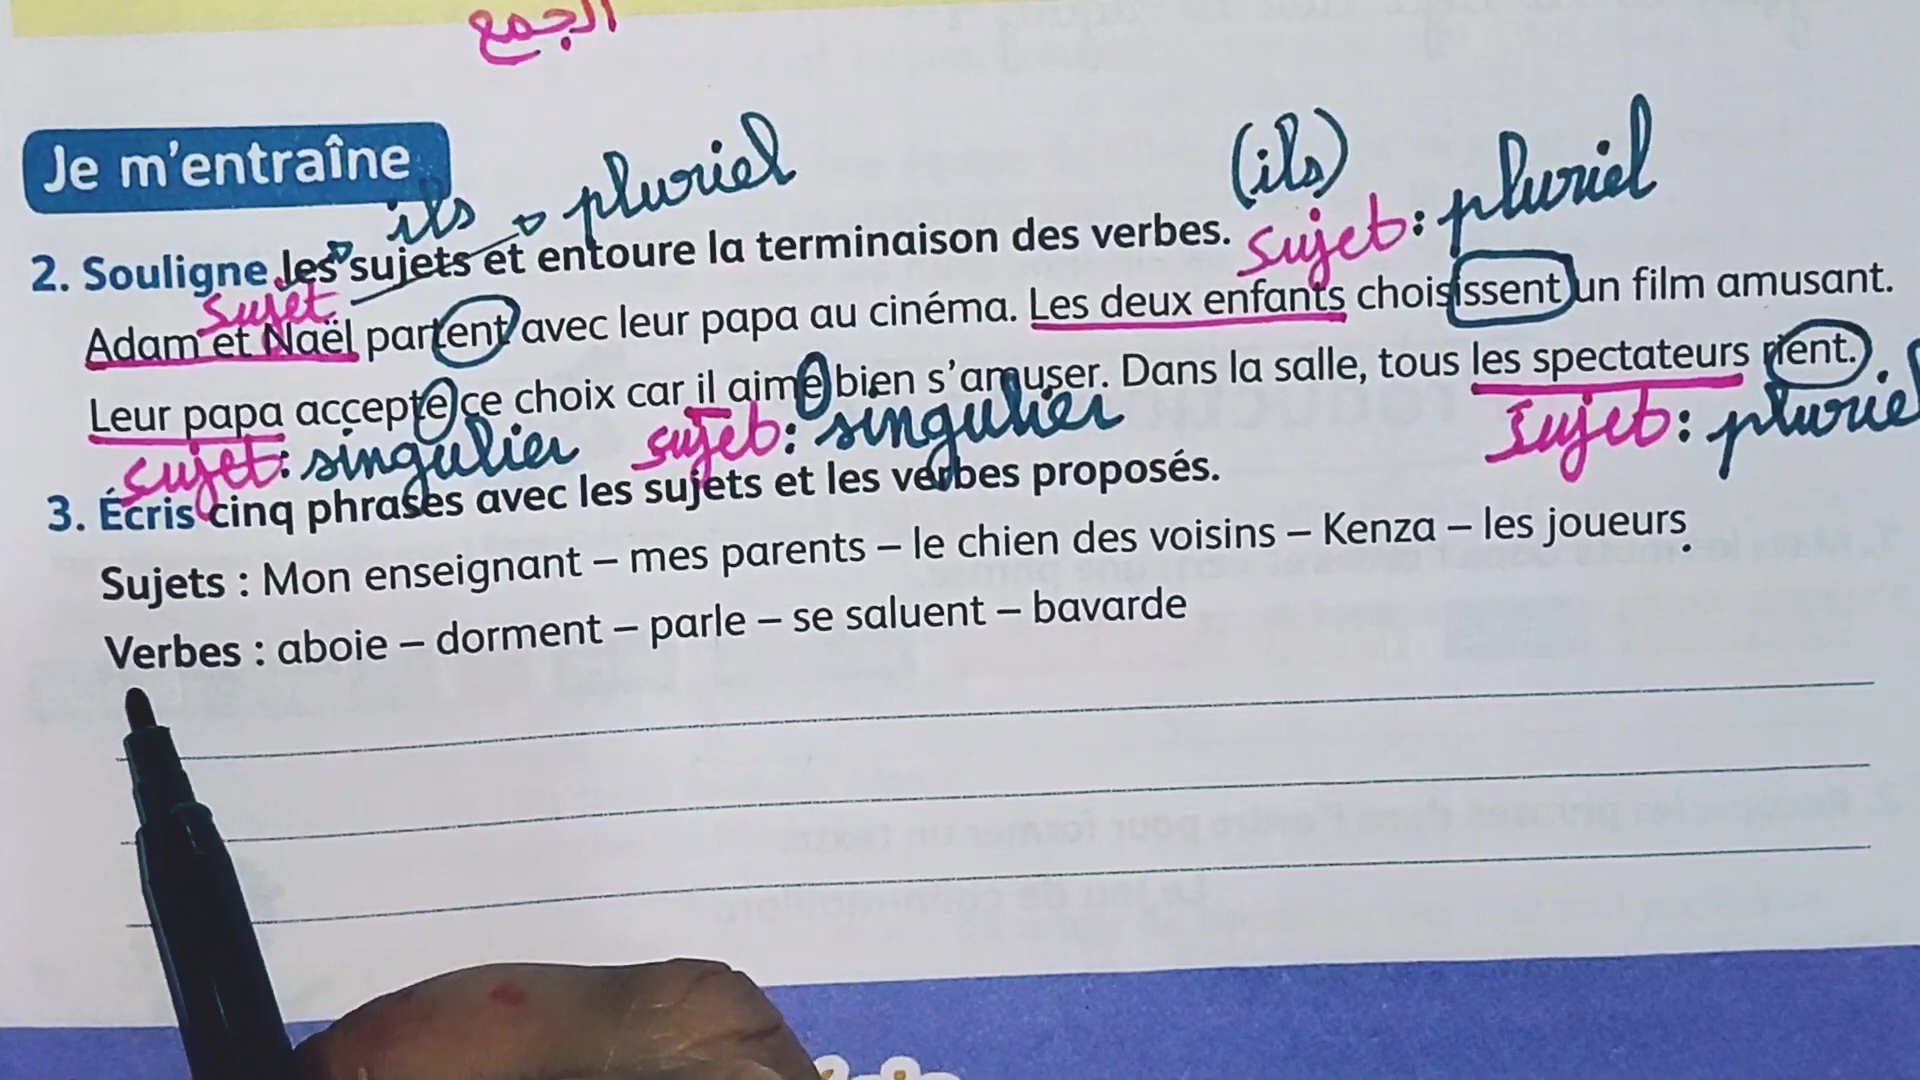 الجمع
Je m'entraîne
ils pluriel (ils)
2. Souligne les sujets et entoure la terminaison des verbes. sujet: pluriel
sujet
Adam et Naël partent avec leur papa au cinéma. Les deux enfants choisissent un film amusant.
Leur papa accepte ce choix car il aime bien s'amuser. Dans la salle, tous les spectateurs rient.
sujet: singulier sujet: singulier sujet: pluriel
3. Écris cinq phrases avec les sujets et les verbes proposés.
Sujets : Mon enseignant – mes parents – le chien des voisins – Kenza – les joueurs.
Verbes : aboie – dorment – parle – se saluent – bavarde